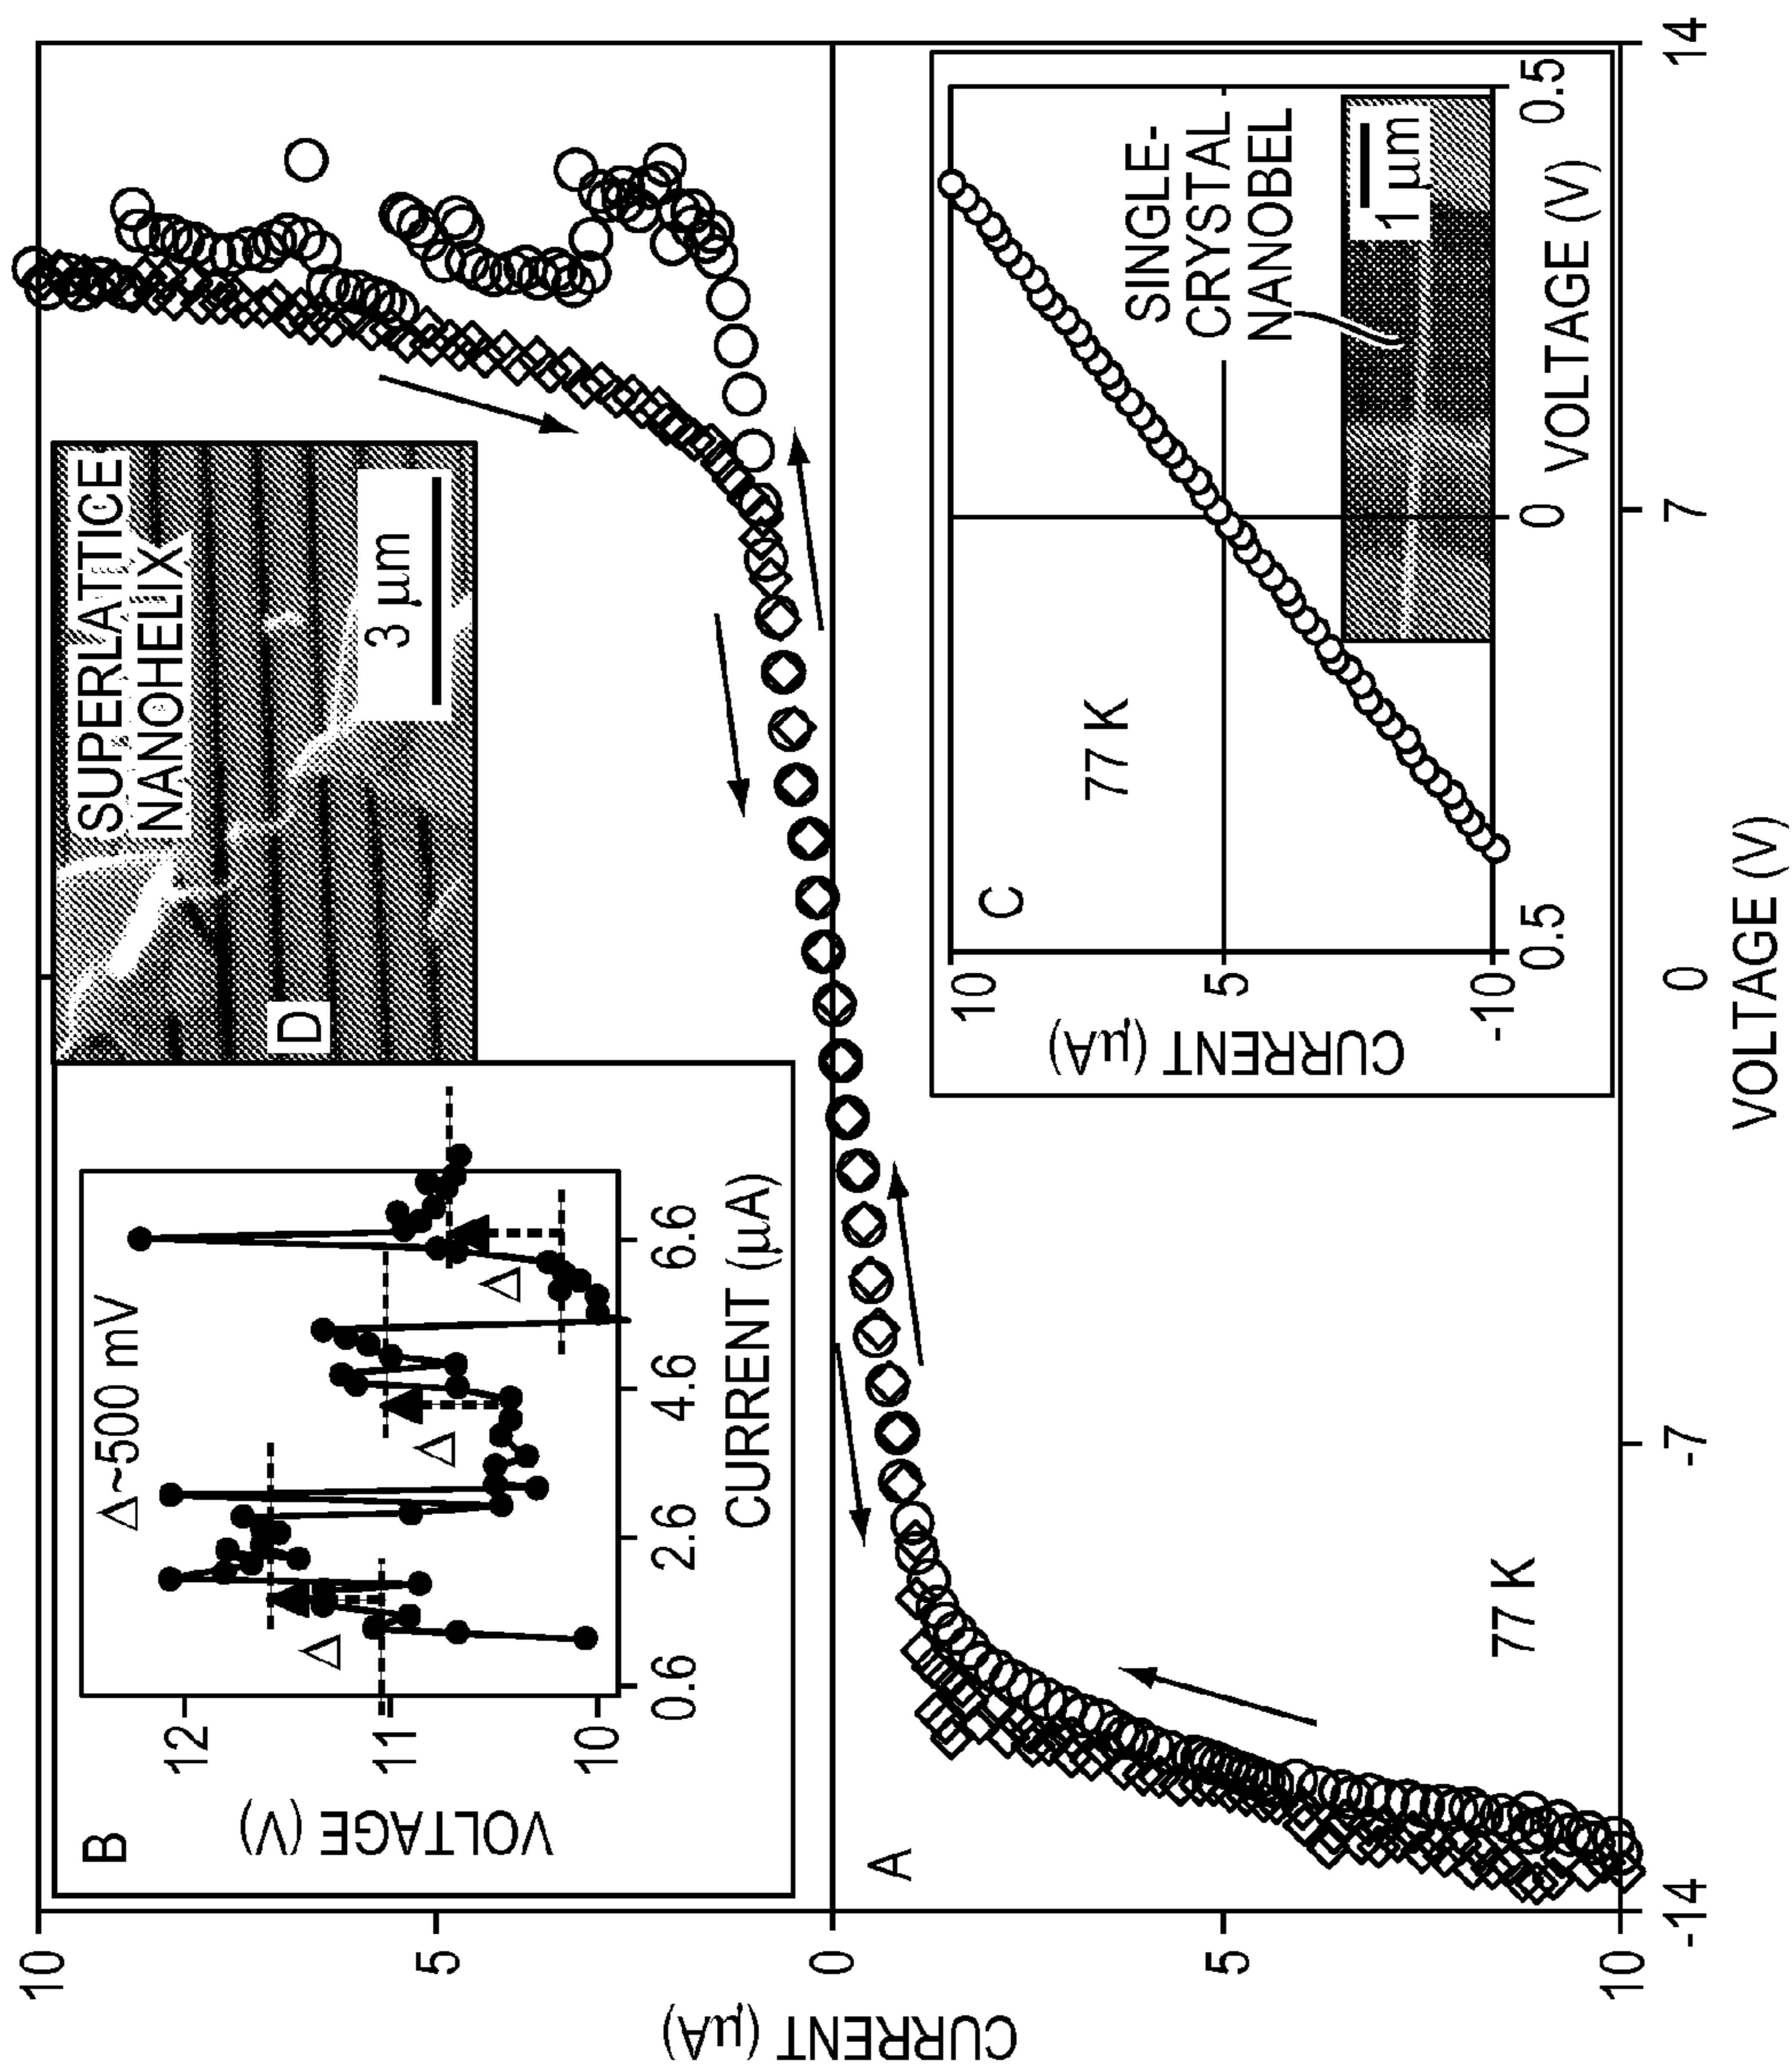 10
5
0
5
10
CURRENT (µA)
-14
-7
0
7
14
VOLTAGE (V)
A
77 K
B
VOLTAGE (V)
12
11
10
△~500 mV
△
△
△
0.6
2.6
4.6
6.6
CURRENT (µA)
D
SUPERLATTICE
NANOHELIX
3 µm
C
77 K
CURRENT (µA)
10
5
-10
0.5
0
0.5
VOLTAGE (V)
SINGLE-
CRYSTAL
NANOBEL
1 µm